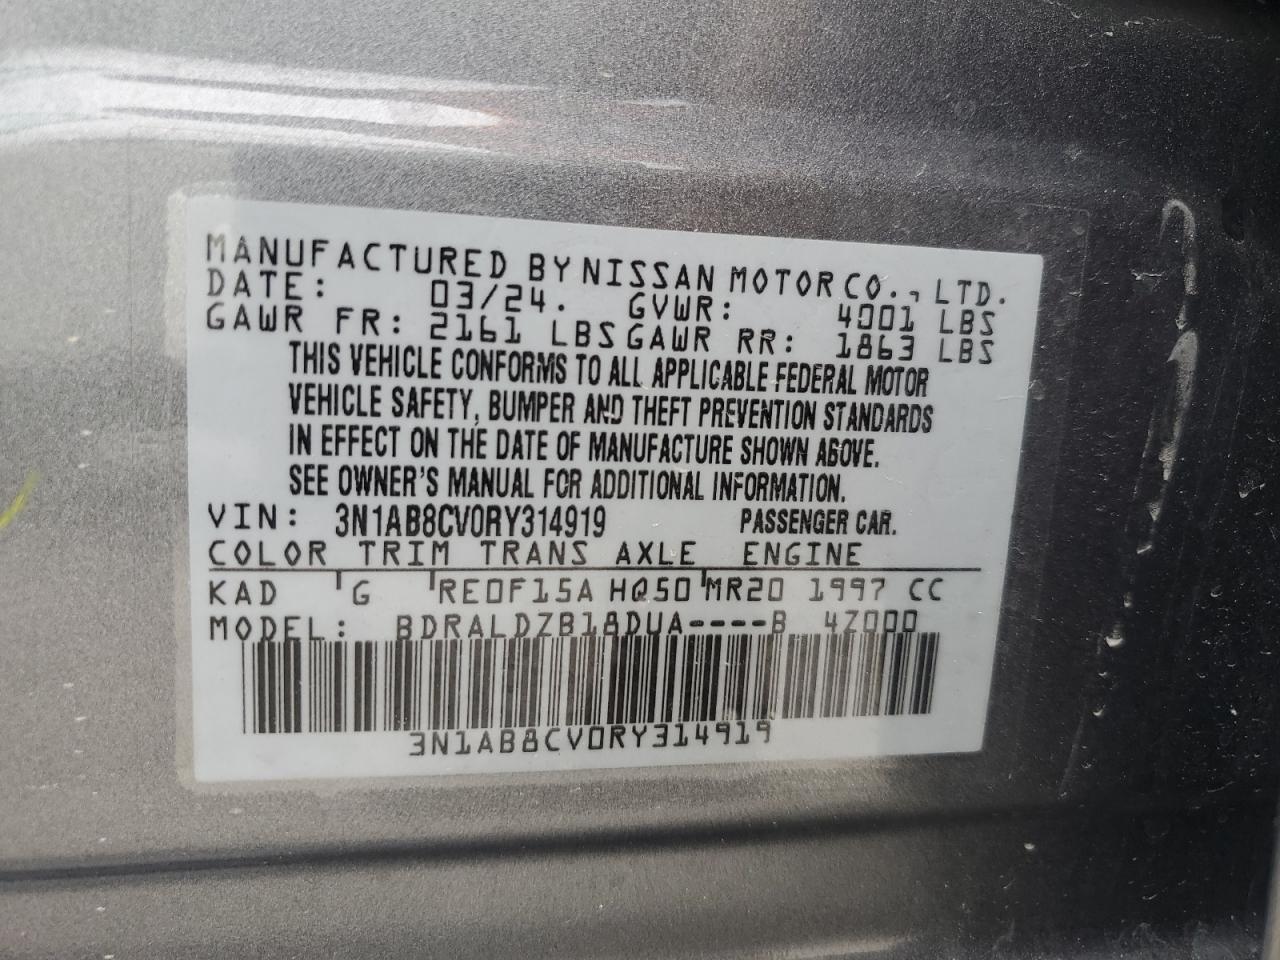 MANUFACTURED BY NISSAN MOTOR CO., LTD.
DATE: 03/24. GVWR: 4001 LBS
GAWR FR: 2161 LBS GAWR RR: 1863 LBS
THIS VEHICLE CONFORMS TO ALL APPLICABLE FEDERAL MOTOR
VEHICLE SAFETY, BUMPER AND THEFT PREVENTION STANDARDS
IN EFFECT ON THE DATE OF MANUFACTURE SHOWN ABOVE.
SEE OWNER'S MANUAL FOR ADDITIONAL INFORMATION.
VIN: 3N1AB8CV0RY314919 PASSENGER CAR.
COLOR TRIM TRANS AXLE ENGINE
KAD G RE0F15A HQ50 MR20 1997 CC
MODEL: BDRALDZB18DUA----B 4Z000
3N1AB8CV0RY314919